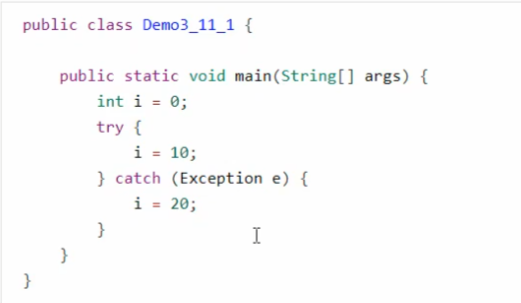 public class Demo3_11_1 {
public static void main(String[] args) {
int i = 0;
try {
i = 10;
} catch (Exception e) {
i = 20;
}
}
}